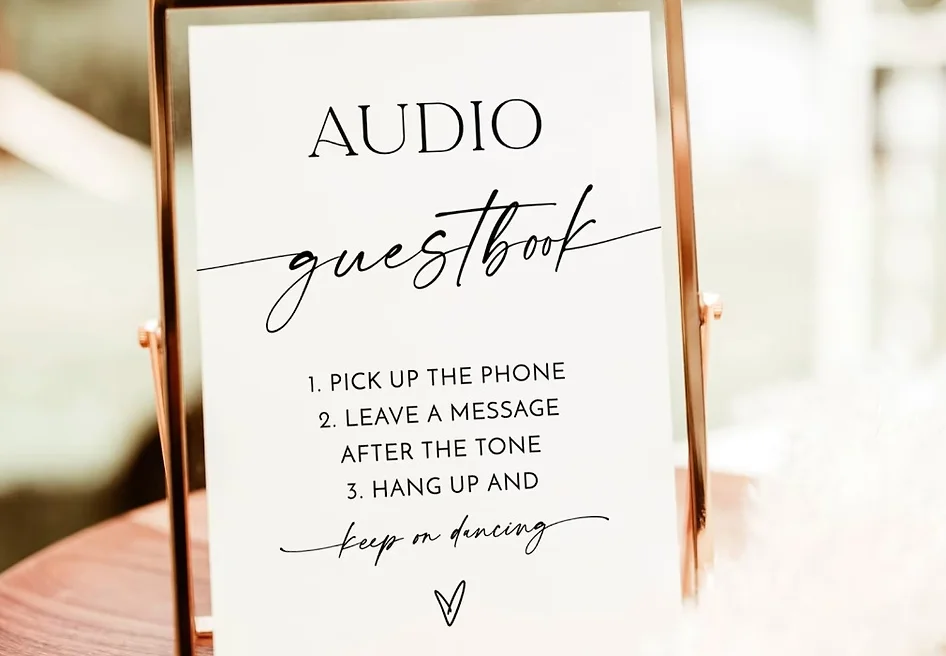 AUDIO
guestbook
1. PICK UP THE PHONE
2. LEAVE A MESSAGE
AFTER THE TONE
3. HANG UP AND
keep on dancing